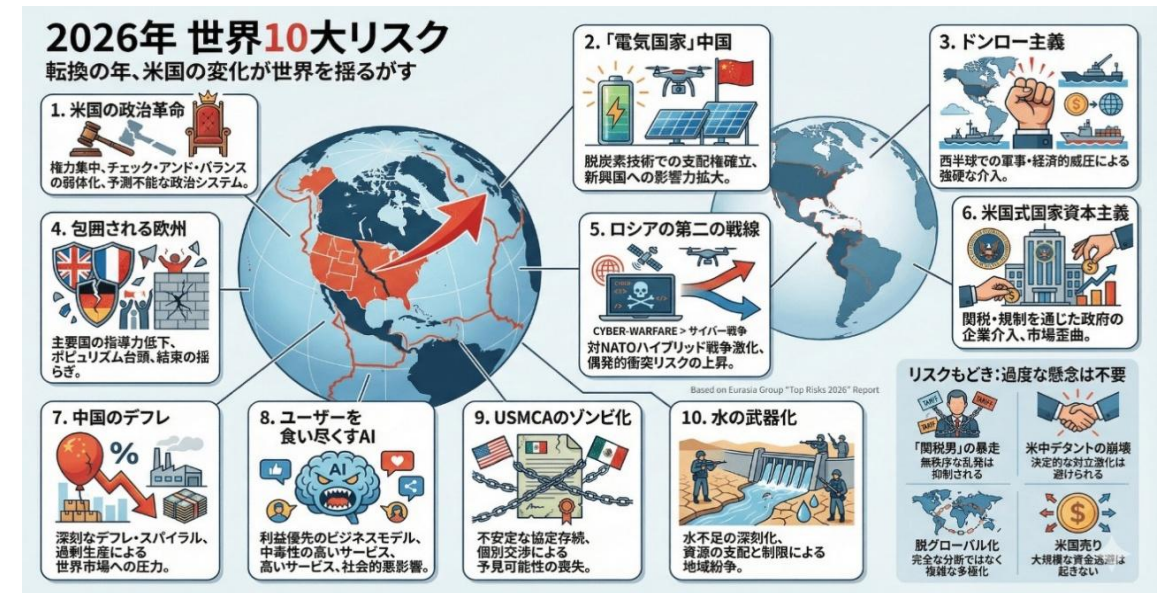 2026年 世界10大リスク
転換の年、米国の変化が世界を揺るがす
1. 米国の政治革命
権力集中、チェック・アンド・バランス
の弱体化、予測不能な政治システム。
2. 「電気国家」中国
脱炭素技術での支配権確立、
新興国への影響力拡大。
3. ドンロー主義
西半球での軍事・経済的威圧による
強硬な介入。
4. 包囲される欧州
主要国の指導力低下、
ポピュリズム台頭、結束の揺
らぎ。
5. ロシアの第二の戦線
CYBER-WARFARE > サイバー戦争
対NATOハイブリッド戦争激化、
偶発的衝突リスクの上昇。
6. 米国式国家資本主義
関税・規制を通じた政府の
企業介入、市場歪曲。
Based on Eurasia Group "Top Risks 2026" Report
7. 中国のデフレ
%
深刻なデフレ・スパイラル、
過剰生産による
世界市場への圧力。
8. ユーザーを
食い尽くすAI
AI
利益優先のビジネスモデル、
中毒性の高いサービス、
高いサービス、社会的悪影響。
9. USMCAのゾンビ化
不安定な協定存続、
個別交渉による
予見可能性の喪失。
10. 水の武器化
水不足の深刻化、
資源の支配と制限による
地域紛争。
リスクもどき：過度な懸念は不要
TARIFF
TARIFF
TARIFF
「関税男」の暴走
無秩序な乱発は
抑制される
米中デタントの崩壊
決定的な対立激化は
避けられる
脱グローバル化
完全な分断ではなく
複雑な多極化
$
米国売り
大規模な資金逃避は
起きない